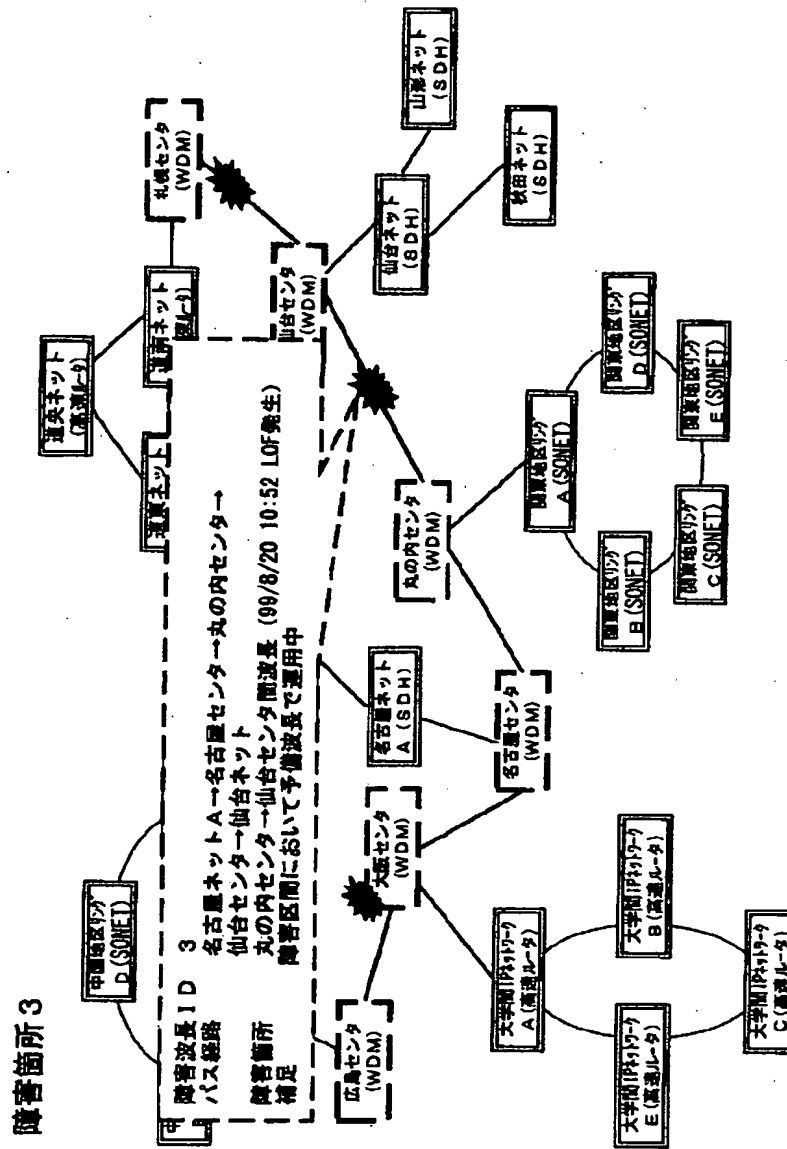 障害箇所3
中国地区リング
D(SONET)
中
障害波長ID 3
パス経路 名古屋ネットA→名古屋センタ→丸の内センタ→
仙台センタ→仙台ネット
障害箇所 丸の内センタ→仙台センタ間波長 (99/8/20 10:52 LOF発生)
補足 障害区間において予備波長で運用中
道央ネット
(高速ルータ)
道東ネット
道南ネット
速ルータ)
札幌センタ
(WDM)
仙台センタ
(WDM)
仙台ネット
(SDH)
山形ネット
(SDH)
秋田ネット
(SDH)
広島センタ
(WDM)
大阪センタ
(WDM)
名古屋ネット
A(SDH)
名古屋センタ
(WDM)
丸の内センタ
(WDM)
関東地区リング
A(SONET)
関東地区リング
B(SONET)
関東地区リング
C(SONET)
関東地区リング
D(SONET)
関東地区リング
E(SONET)
大学間IPネットワーク
A(高速ルータ)
大学間IPネットワーク
B(高速ルータ)
大学間IPネットワーク
E(高速ルータ)
大学間IPネットワーク
C(高速ルータ)